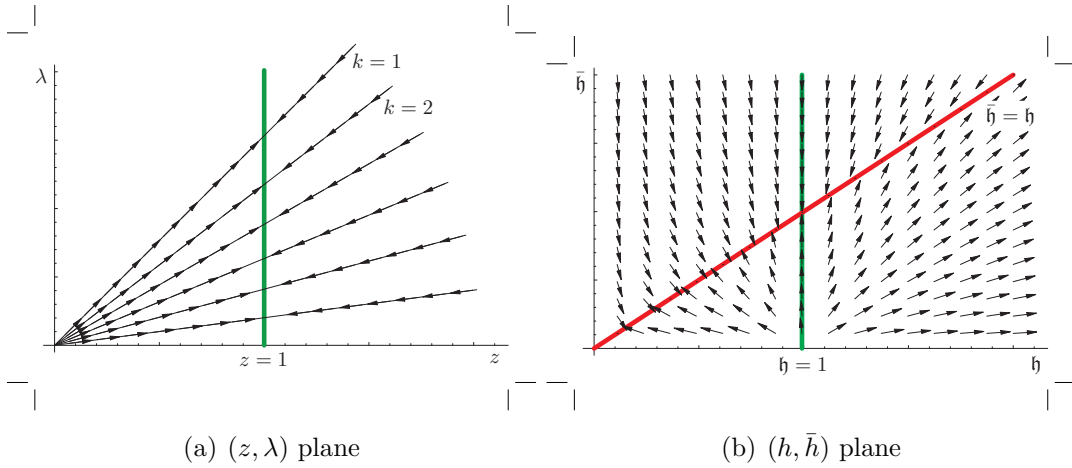 λ
k = 1
k = 2
z = 1
z
𝔥̄
𝔥̄ = 𝔥
𝔥 = 1
𝔥
(a) (z, λ) plane
(b) (h, h̄) plane